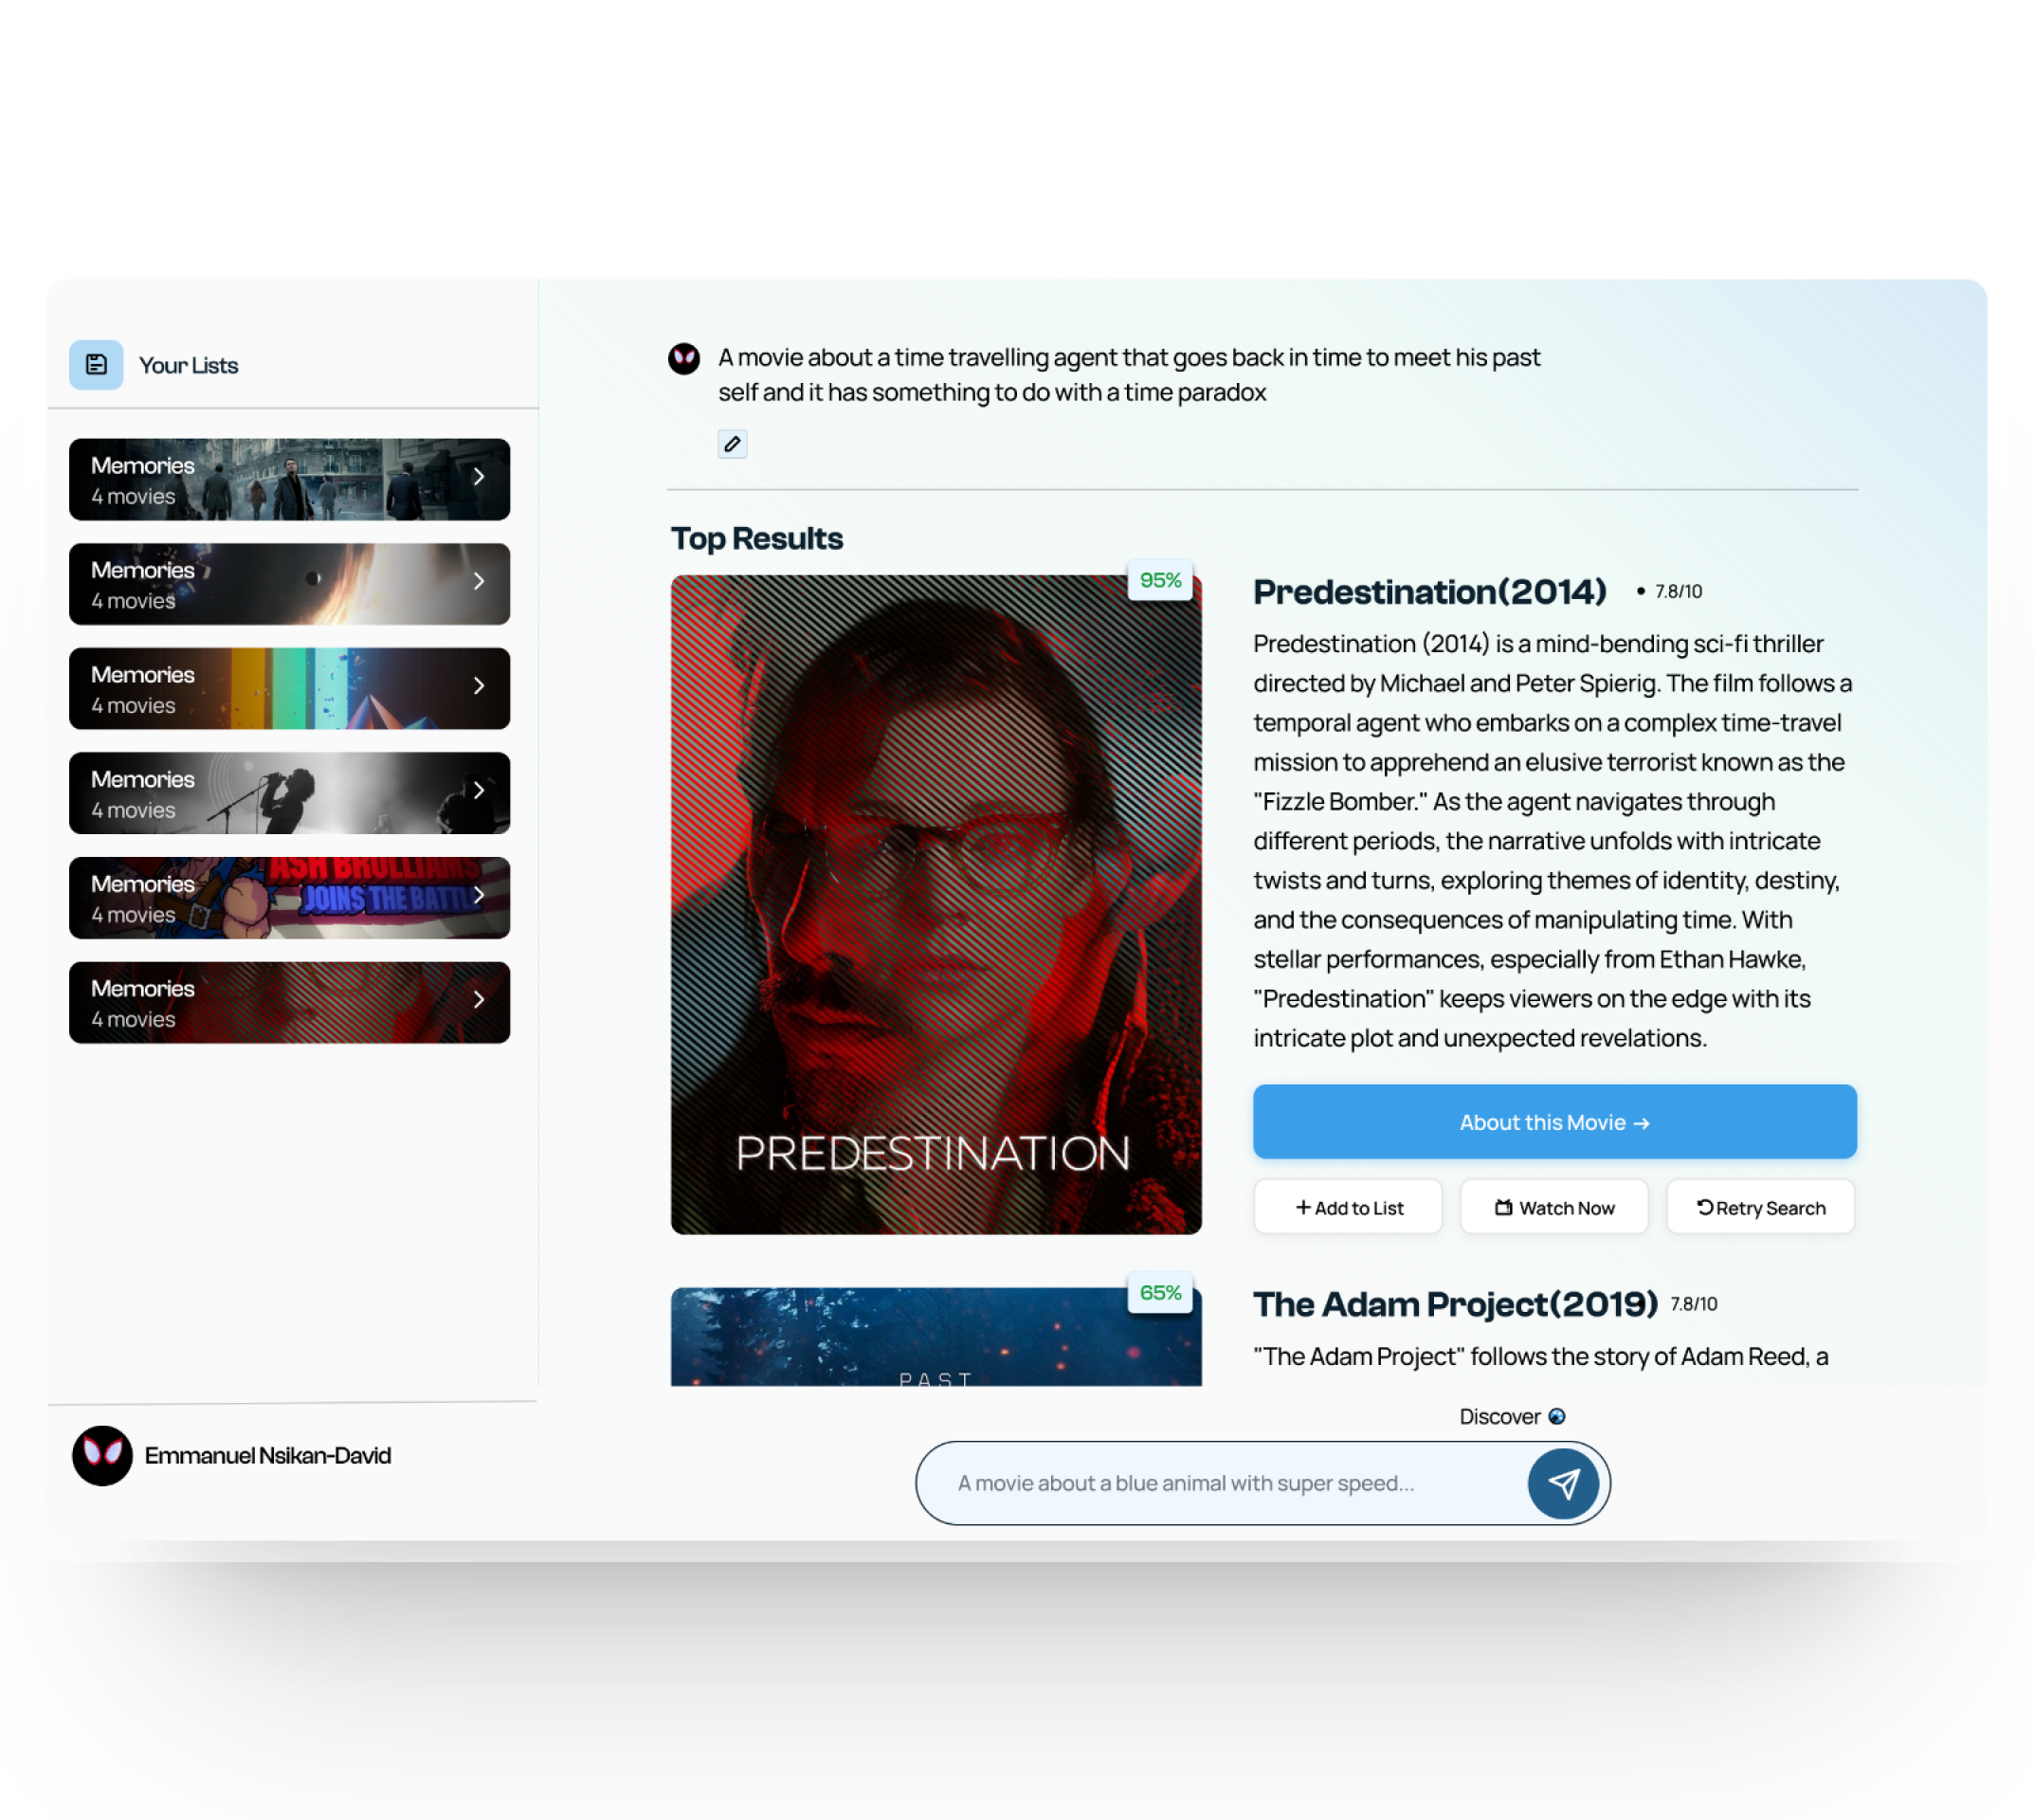 Your Lists
Memories
4 movies
Memories
4 movies
Memories
4 movies
Memories
4 movies
Memories
4 movies
ASH BROLLIAMS
JOINS THE BATTLE
Memories
4 movies
Emmanuel Nsikan-David
A movie about a time travelling agent that goes back in time to meet his past
self and it has something to do with a time paradox
Top Results
95%
PREDESTINATION
Predestination(2014) • 7.8/10
Predestination (2014) is a mind-bending sci-fi thriller
directed by Michael and Peter Spierig. The film follows a
temporal agent who embarks on a complex time-travel
mission to apprehend an elusive terrorist known as the
"Fizzle Bomber." As the agent navigates through
different periods, the narrative unfolds with intricate
twists and turns, exploring themes of identity, destiny,
and the consequences of manipulating time. With
stellar performances, especially from Ethan Hawke,
"Predestination" keeps viewers on the edge with its
intricate plot and unexpected revelations.
About this Movie →
+ Add to List
Watch Now
Retry Search
65%
PAST
The Adam Project(2019) 7.8/10
"The Adam Project" follows the story of Adam Reed, a
Discover
A movie about a blue animal with super speed...